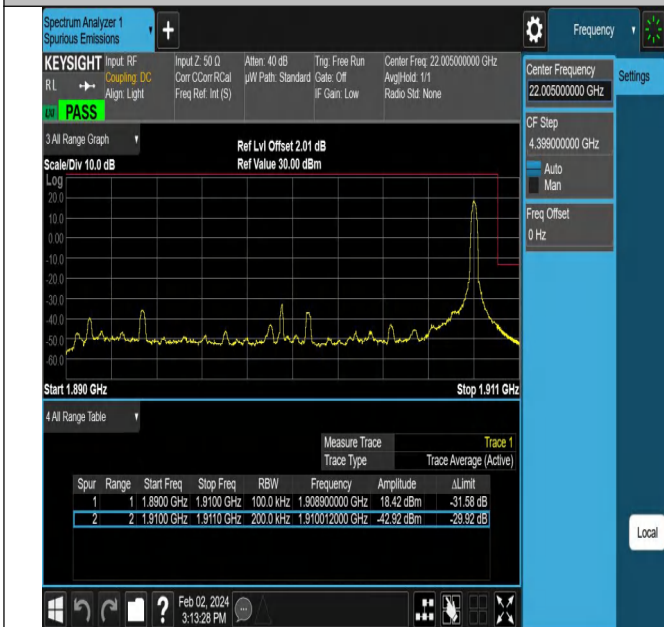 Spectrum Analyzer 1
Spurious Emissions
Frequency
KEYSIGHT Input: RF Input Z: 50 Ω Atten: 40 dB Trig: Free Run Center Freq: 22.005000000 GHz
RL Coupling: DC Corr CCorr RCal µW Path: Standard Gate: Off Avg|Hold: 1/1
Align: Light Freq Ref: Int (S) IF Gain: Low Radio Std: None
PASS
Center Frequency
22.005000000 GHz
Settings
CF Step
4.399000000 GHz
Auto
Man
Freq Offset
0 Hz
3 All Range Graph
Ref Lvl Offset 2.01 dB
Scale/Div 10.0 dB Ref Value 30.00 dBm
Log
20.0
10.0
0.00
-10.0
-20.0
-30.0
-40.0
-50.0
-60.0
Start 1.890 GHz Stop 1.911 GHz
4 All Range Table
Measure Trace Trace 1
Trace Type Trace Average (Active)
Spur Range Start Freq Stop Freq RBW Frequency Amplitude ΔLimit
1 1 1.8900 GHz 1.9100 GHz 100.0 kHz 1.908900000 GHz 18.42 dBm -31.58 dB
2 2 1.9100 GHz 1.9110 GHz 200.0 kHz 1.910012000 GHz -42.92 dBm -29.92 dB
Local
Feb 02, 2024
3:13:28 PM